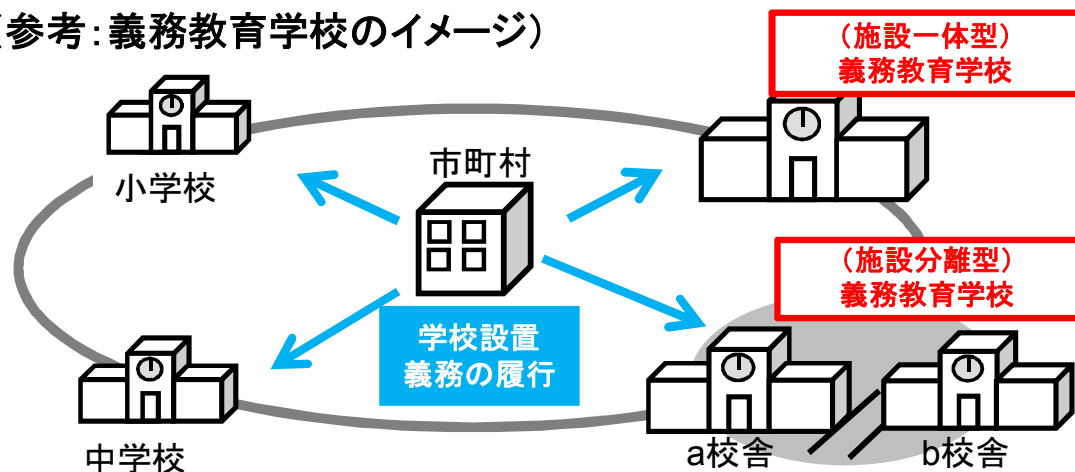 （参考：義務教育学校のイメージ）
（施設一体型）
義務教育学校
市町村
小学校
（施設分離型）
義務教育学校
学校設置
義務の履行
中学校
a校舎
b校舎